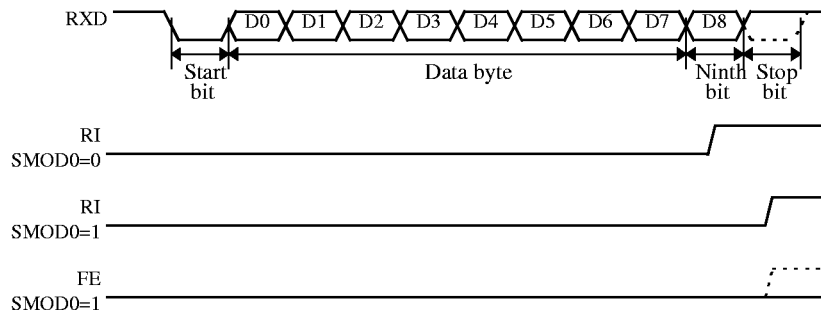 RXD D0 D1 D2 D3 D4 D5 D6 D7 D8
Start bit
Data byte
Ninth bit
Stop bit
RI
SMOD0=0
RI
SMOD0=1
FE
SMOD0=1